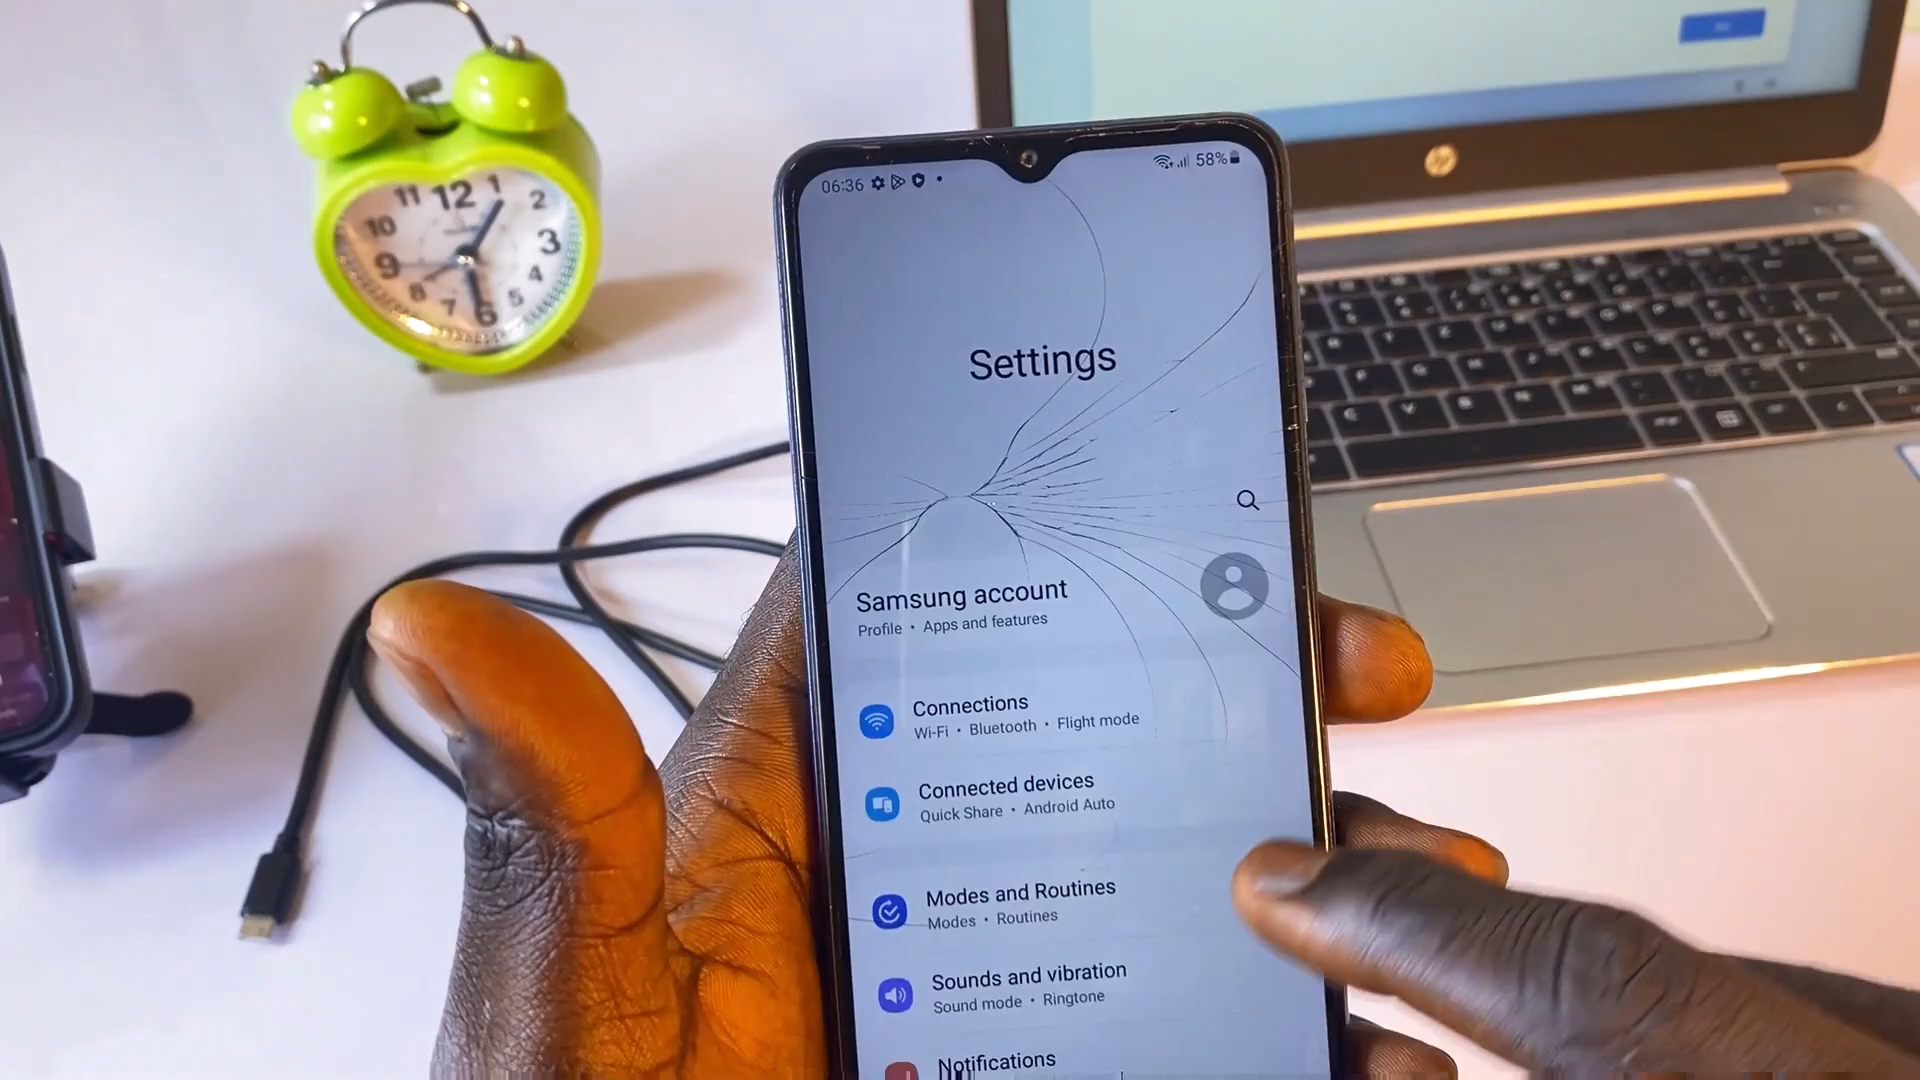 11 12 1
10 2
9 3
8 4
7 6 5
06:36 58%
Settings
Samsung account
Profile • Apps and features
Connections
Wi-Fi • Bluetooth • Flight mode
Connected devices
Quick Share • Android Auto
Modes and Routines
Modes • Routines
Sounds and vibration
Sound mode • Ringtone
Notifications
hp